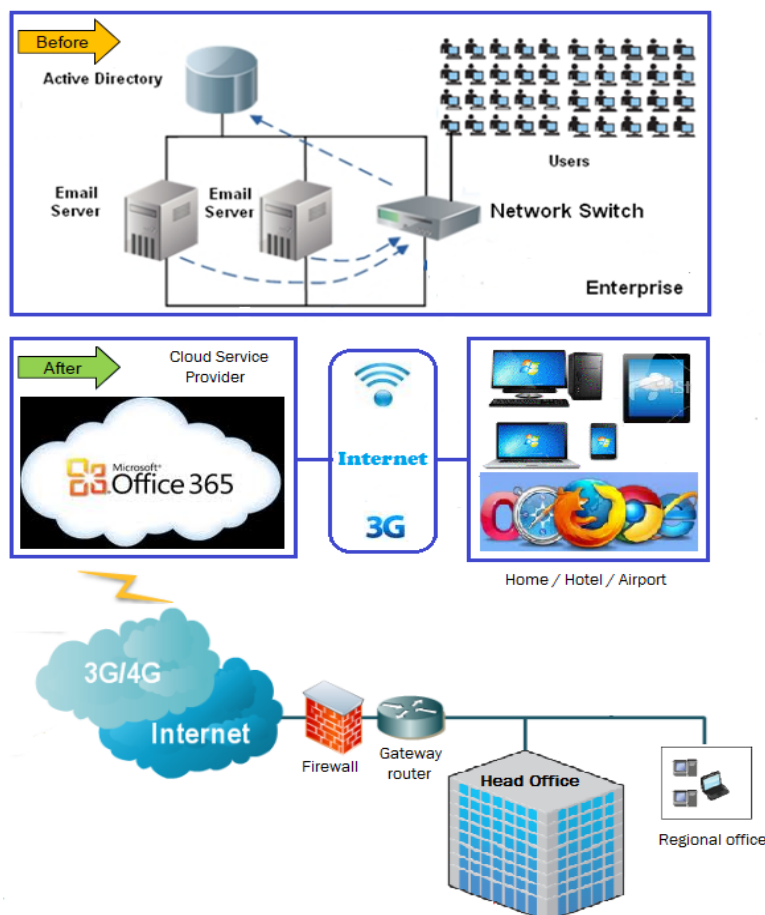 Before
Active Directory
Email
Server
Email
Server
Users
Network Switch
Enterprise
After
Cloud Service
Provider
Microsoft®
Office 365
Internet
3G
Home / Hotel / Airport
3G/4G
Internet
Firewall
Gateway
router
Head Office
Regional office